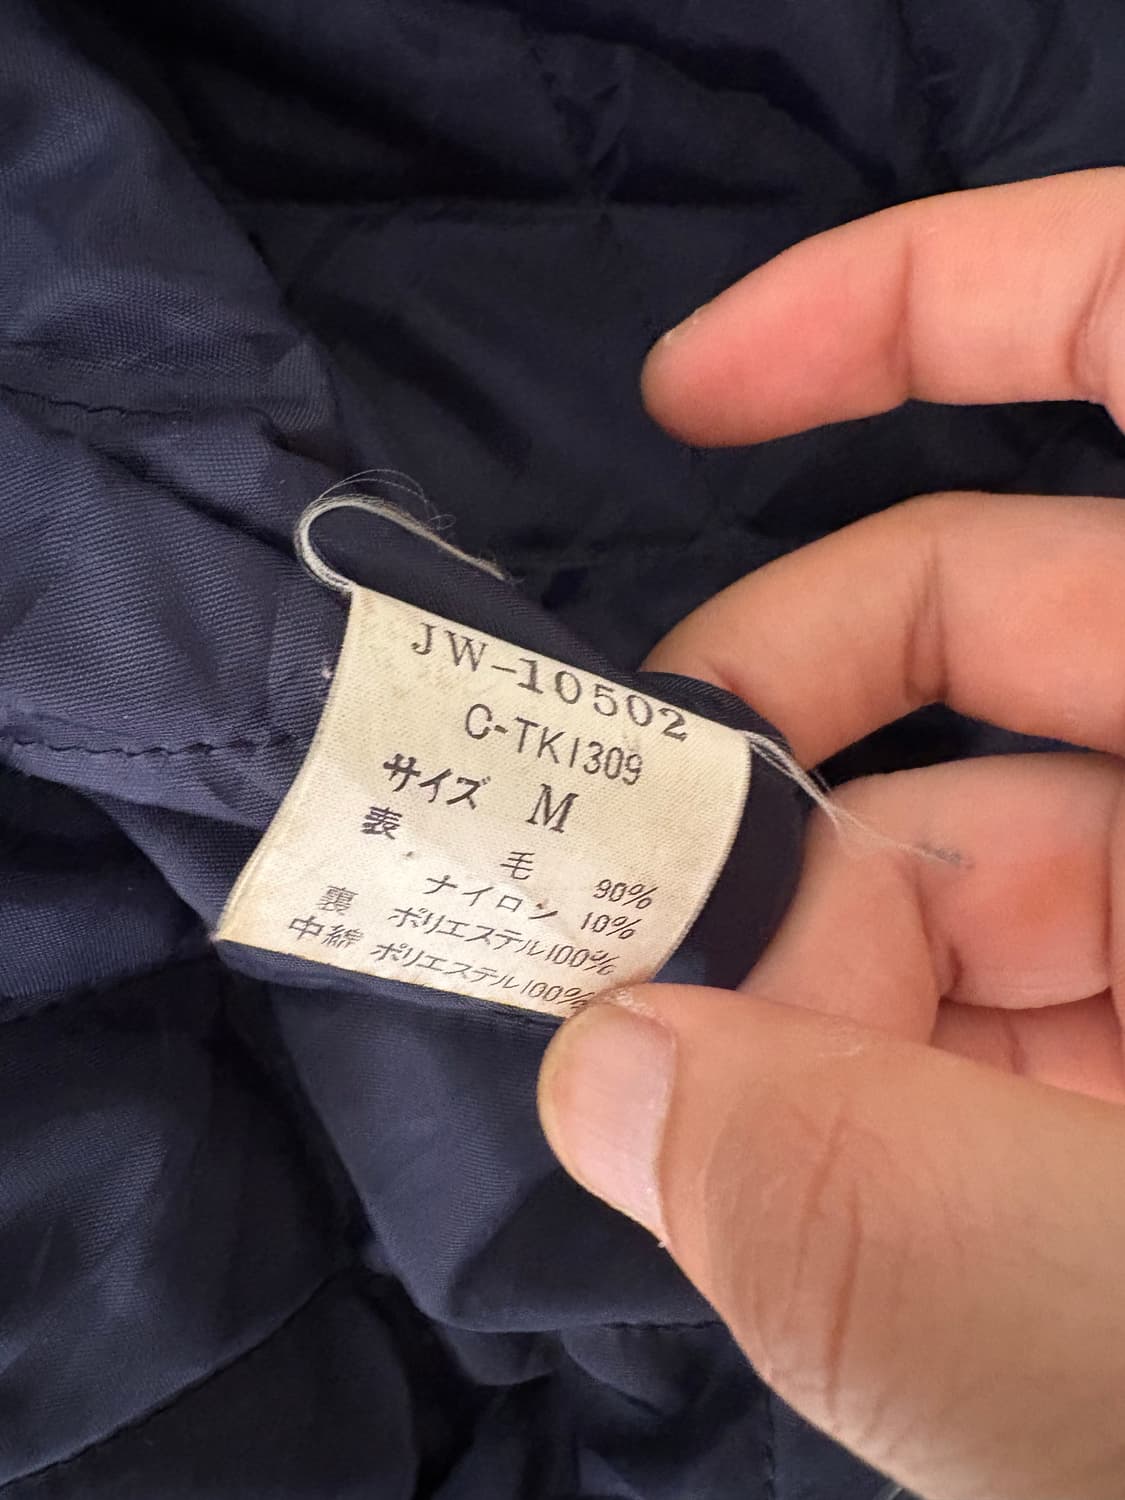 JW-10502
C-TK1309
サイズ M
表
毛 90%
ナイロン 10%
裏 ポリエステル100%
中綿 ポリエステル100%